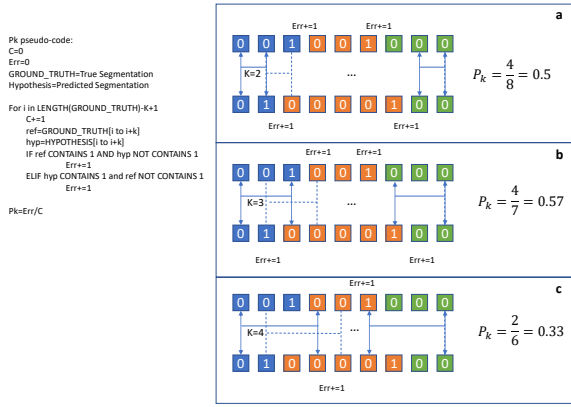 Pk pseudo-code:
C=0
Err=0
GROUND_TRUTH=True Segmentation
Hypothesis=Predicted Segmentation
For i in LENGTH(GROUND_TRUTH)-K+1
C+=1
ref=GROUND_TRUTH[i to i+k]
hyp=HYPOTHESIS[i to i+k]
IF ref CONTAINS 1 AND hyp NOT CONTAINS 1
Err+=1
ELIF hyp CONTAINS 1 and ref NOT CONTAINS 1
Err+=1
Pk=Err/C
a
Err+=1 Err+=1
0 0 1 0 0 1 0 0 0
K=2 ...
0 1 0 0 0 0 1 0 0
Err+=1 Err+=1
P_k = 4/8 = 0.5
b
Err+=1 Err+=1
0 0 1 0 0 1 0 0 0
K=3 ...
0 1 0 0 0 0 1 0 0
Err+=1 Err+=1
P_k = 4/7 = 0.57
c
Err+=1
0 0 1 0 0 1 0 0 0
K=4 ...
0 1 0 0 0 0 1 0 0
Err+=1
P_k = 2/6 = 0.33